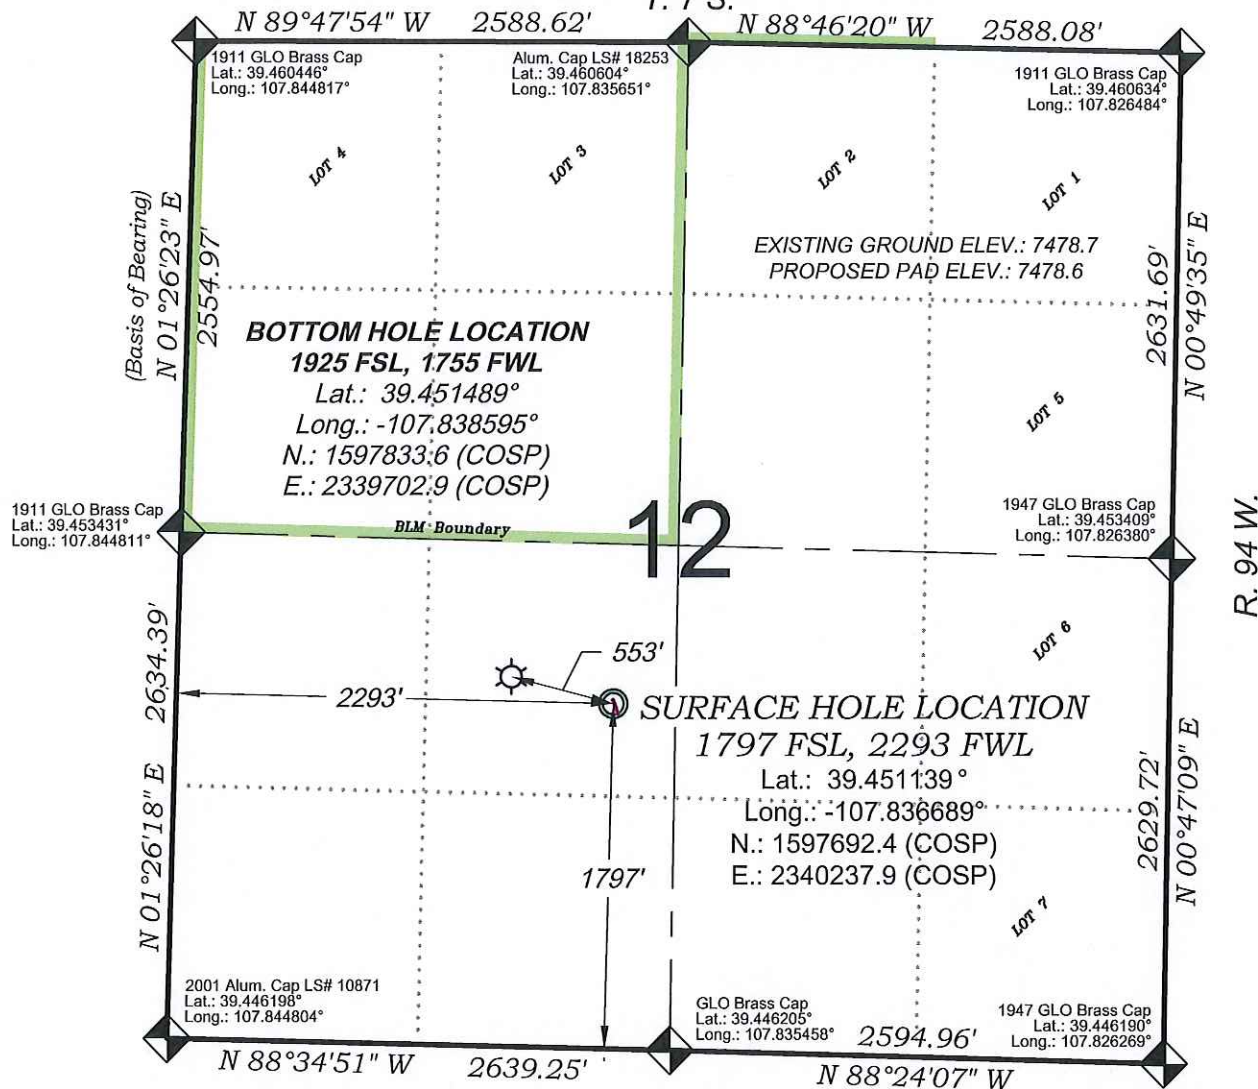 T. 7 S.
N 89°47'54" W 2588.62'
N 88°46'20" W 2588.08'
1911 GLO Brass Cap
Lat.: 39.460446°
Long.: 107.844817°
Alum. Cap LS# 18253
Lat.: 39.460604°
Long.: 107.835651°
1911 GLO Brass Cap
Lat.: 39.460634°
Long.: 107.826484°
LOT 4
LOT 3
LOT 2
LOT 1
(Basis of Bearing)
N 01°26'23" E
2554.97'
EXISTING GROUND ELEV.: 7478.7
PROPOSED PAD ELEV.: 7478.6
2631.69'
N 00°49'35" E
BOTTOM HOLE LOCATION
1925 FSL, 1755 FWL
Lat.: 39.451489°
Long.: -107.838595°
N.: 1597833.6 (COSP)
E.: 2339702.9 (COSP)
LOT 5
1911 GLO Brass Cap
Lat.: 39.453431°
Long.: 107.844811°
BLM Boundary
12
1947 GLO Brass Cap
Lat.: 39.453409°
Long.: 107.826380°
R. 94 W.
LOT 6
2634.39'
N 01°26'18" E
553'
2293'
SURFACE HOLE LOCATION
1797 FSL, 2293 FWL
Lat.: 39.451139°
Long.: -107.836689°
N.: 1597692.4 (COSP)
E.: 2340237.9 (COSP)
2629.72'
N 00°47'09" E
1797'
LOT 7
2001 Alum. Cap LS# 10871
Lat.: 39.446198°
Long.: 107.844804°
GLO Brass Cap
Lat.: 39.446205°
Long.: 107.835458°
1947 GLO Brass Cap
Lat.: 39.446190°
Long.: 107.826269°
N 88°34'51" W 2639.25'
2594.96'
N 88°24'07" W